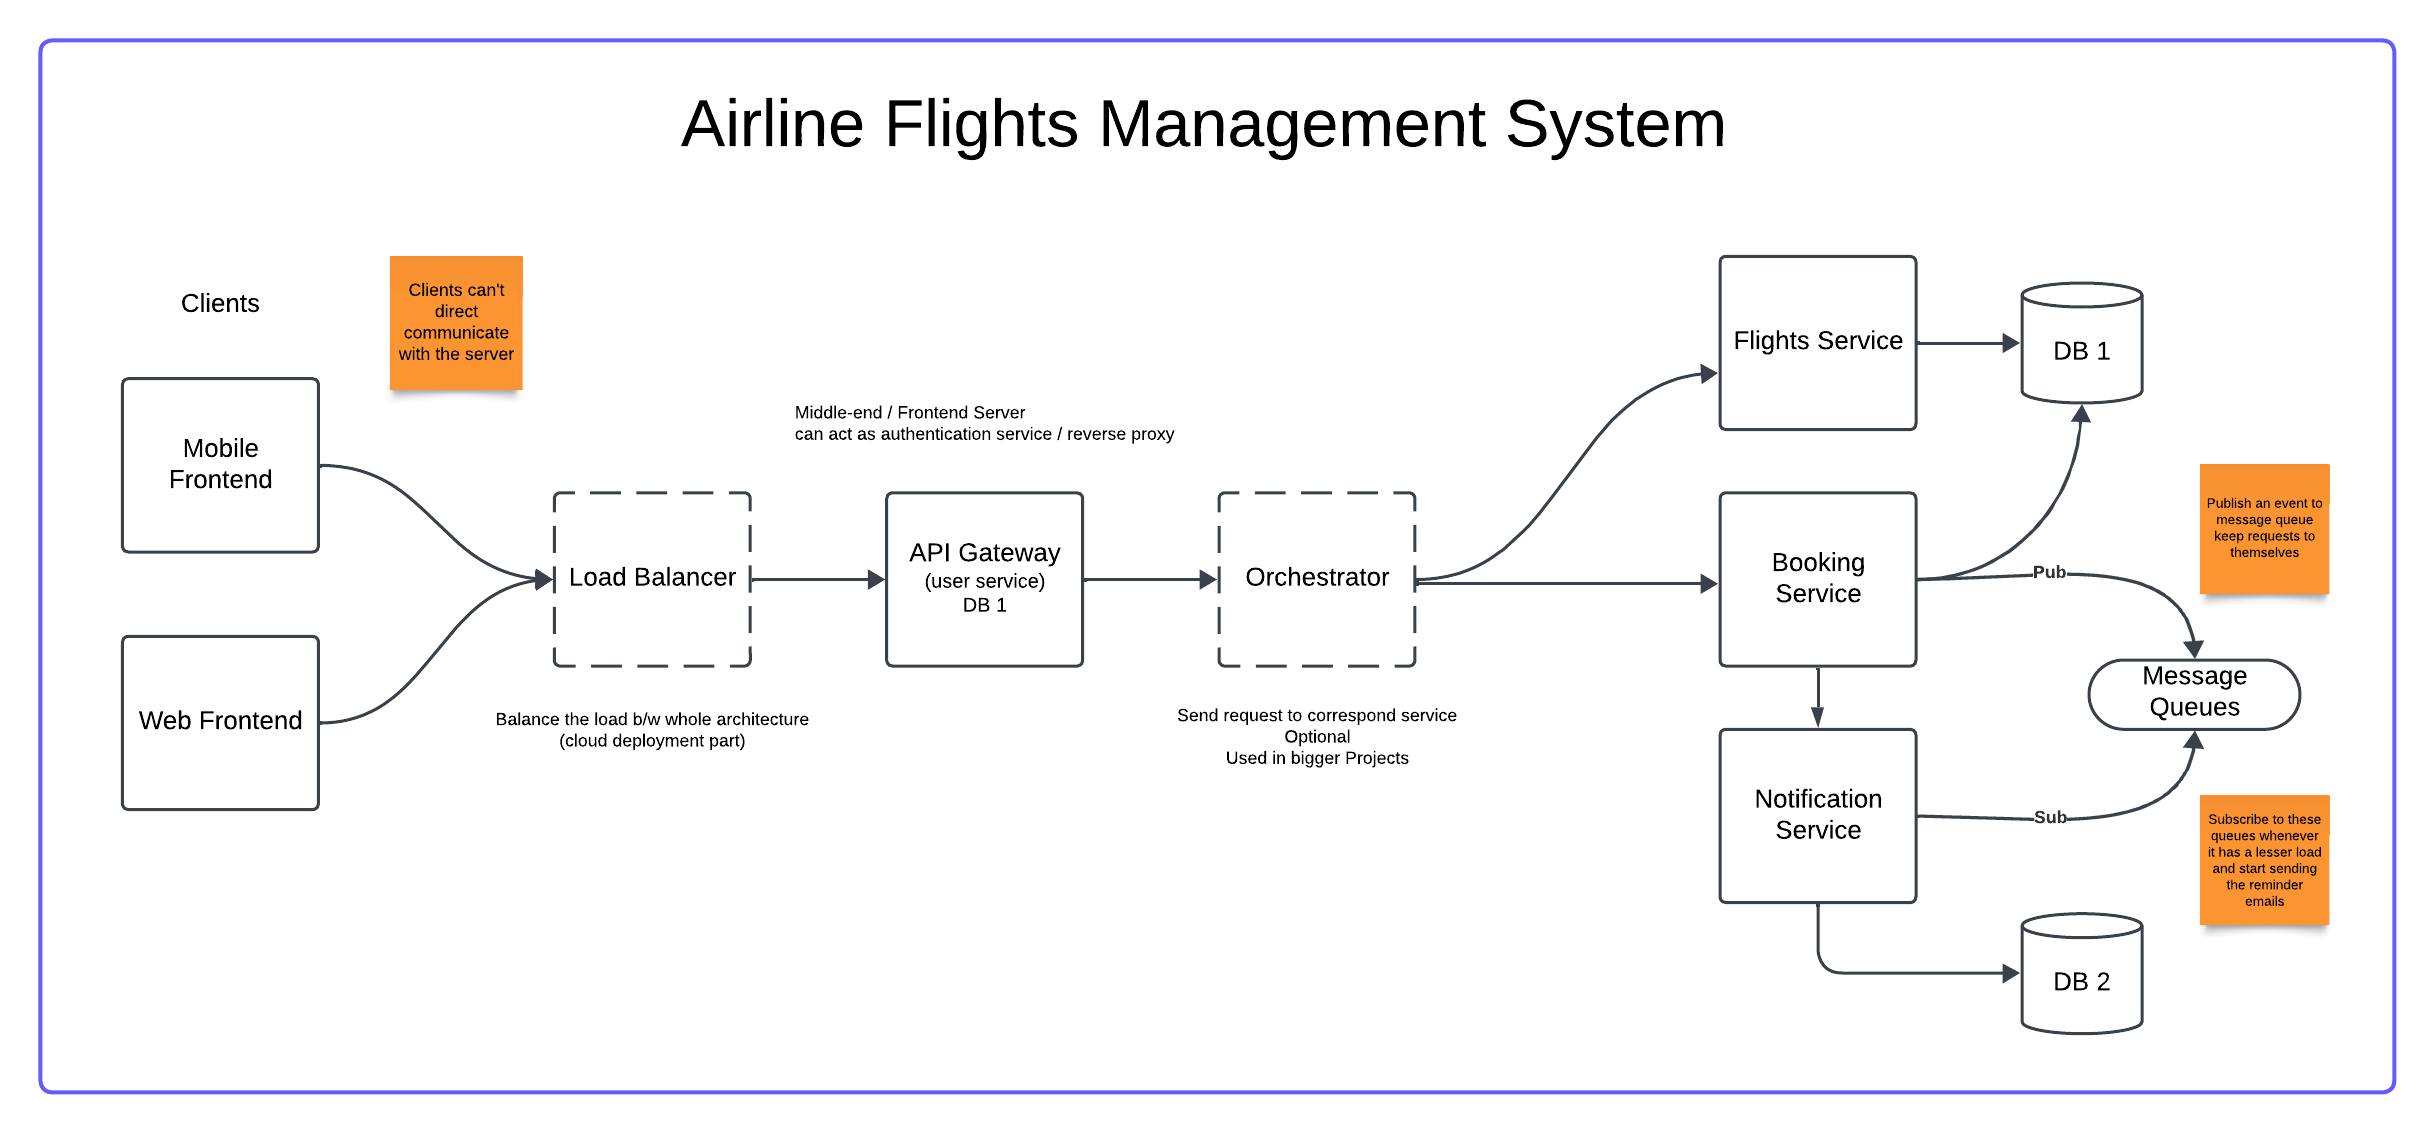 Airline Flights Management System
Clients
Clients can't
direct
communicate
with the server
Mobile
Frontend
Web Frontend
Load Balancer
Balance the load b/w whole architecture
(cloud deployment part)
Middle-end / Frontend Server
can act as authentication service / reverse proxy
API Gateway
(user service)
DB 1
Orchestrator
Send request to correspond service
Optional
Used in bigger Projects
Flights Service
DB 1
Booking
Service
Pub
Publish an event to
message queue
keep requests to
themselves
Message
Queues
Notification
Service
Sub
Subscribe to these
queues whenever
it has a lesser load
and start sending
the reminder
emails
DB 2